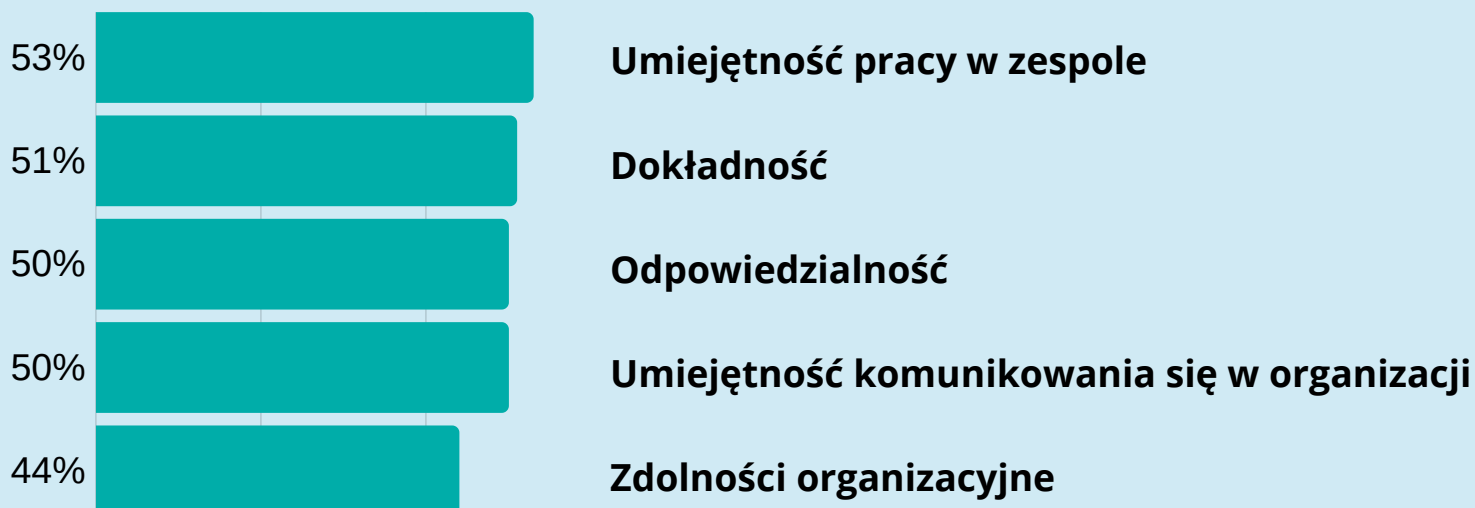 53% Umiejętność pracy w zespole
51% Dokładność
50% Odpowiedzialność
50% Umiejętność komunikowania się w organizacji
44% Zdolności organizacyjne